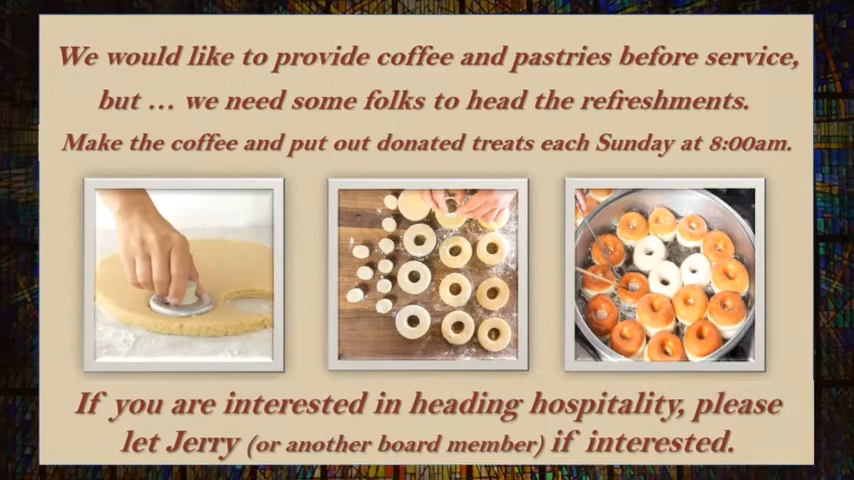 We would like to provide coffee and pastries before service,
but ... we need some folks to head the refreshments.
Make the coffee and put out donated treats each Sunday at 8:00am.
If you are interested in heading hospitality, please
let Jerry (or another board member) if interested.